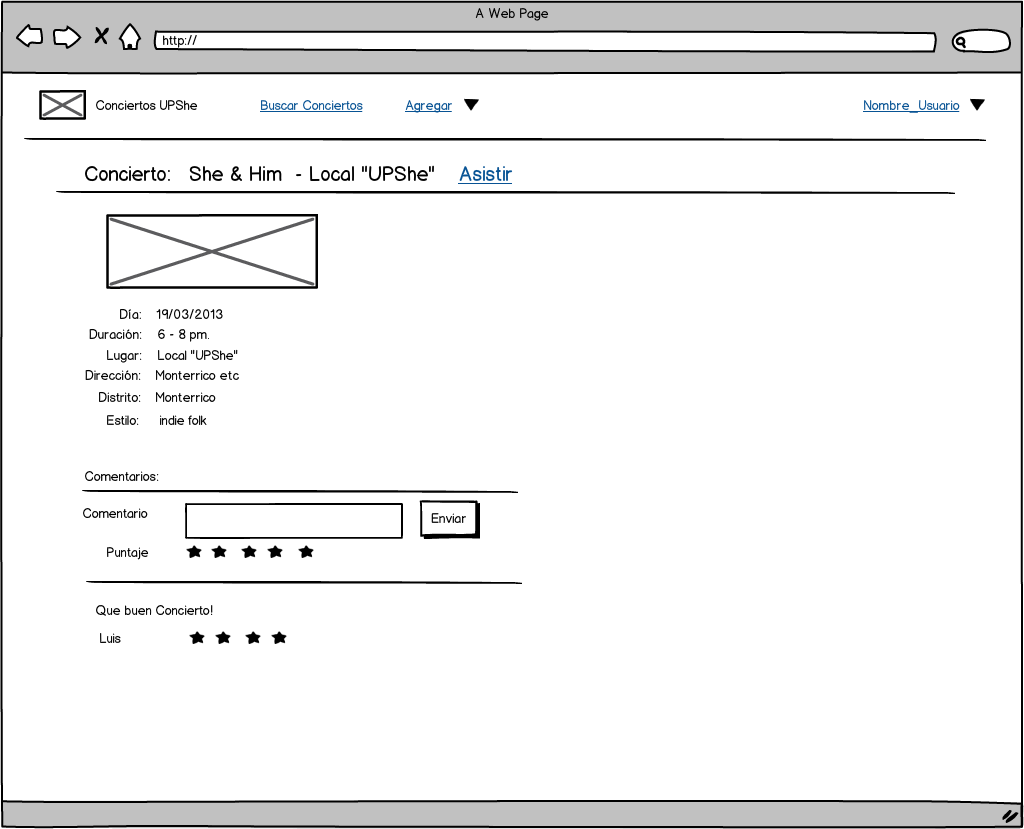 A Web Page
http://
Conciertos UPShe Buscar Conciertos Agregar Nombre_Usuario
Concierto: She & Him - Local "UPShe" Asistir
Día: 19/03/2013
Duración: 6 - 8 pm.
Lugar: Local "UPShe"
Dirección: Monterrico etc
Distrito: Monterrico
Estilo: indie folk
Comentarios:
Comentario Enviar
Puntaje
Que buen Concierto!
Luis